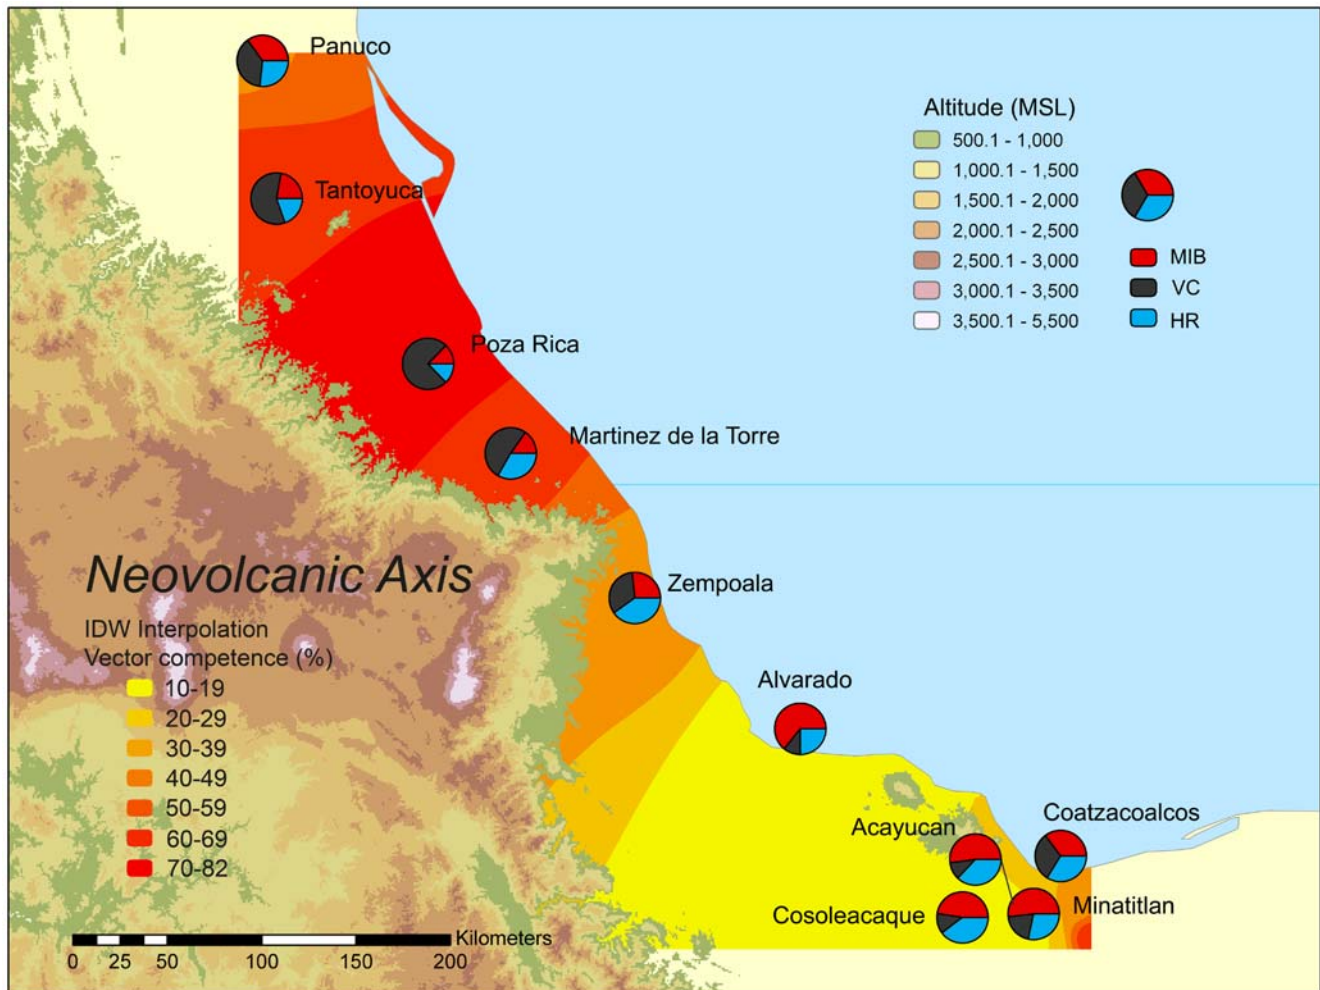 Panuco
Altitude (MSL)
500.1 - 1,000
1,000.1 - 1,500
1,500.1 - 2,000
2,000.1 - 2,500
2,500.1 - 3,000
3,000.1 - 3,500
3,500.1 - 5,500
MIB
VC
HR
Tantoyuca
Poza Rica
Martinez de la Torre
Neovolcanic Axis
Zempoala
IDW Interpolation
Vector competence (%)
10-19
20-29
30-39
40-49
50-59
60-69
70-82
Alvarado
Acayucan
Coatzacoalcos
Cosoleacaque
Minatitlan
Kilometers
0 25 50 100 150 200